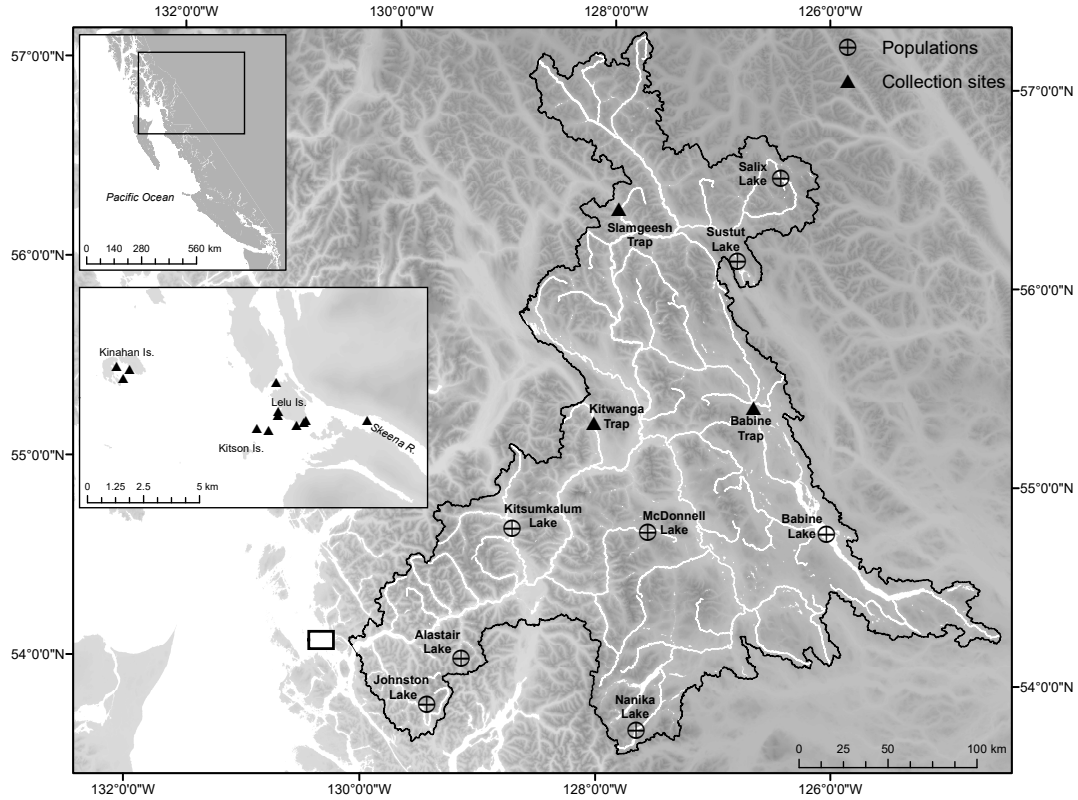 132°0'0"W 130°0'0"W 128°0'0"W 126°0'0"W
57°0'0"N
57°0'0"N
Populations
Collection sites
Pacific Ocean
0 140 280 560 km
Salix
Lake
Slamgeesh
Trap
Sustut
Lake
56°0'0"N
56°0'0"N
Kinahan Is.
Lelu Is.
Kitson Is.
Skeena R.
0 1.25 2.5 5 km
Kitwanga
Trap
Babine
Trap
55°0'0"N
55°0'0"N
Kitsumkalum
Lake
McDonnell
Lake
Babine
Lake
Alastair
Lake
54°0'0"N
54°0'0"N
Johnston
Lake
Nanika
Lake
0 25 50 100 km
132°0'0"W 130°0'0"W 128°0'0"W 126°0'0"W